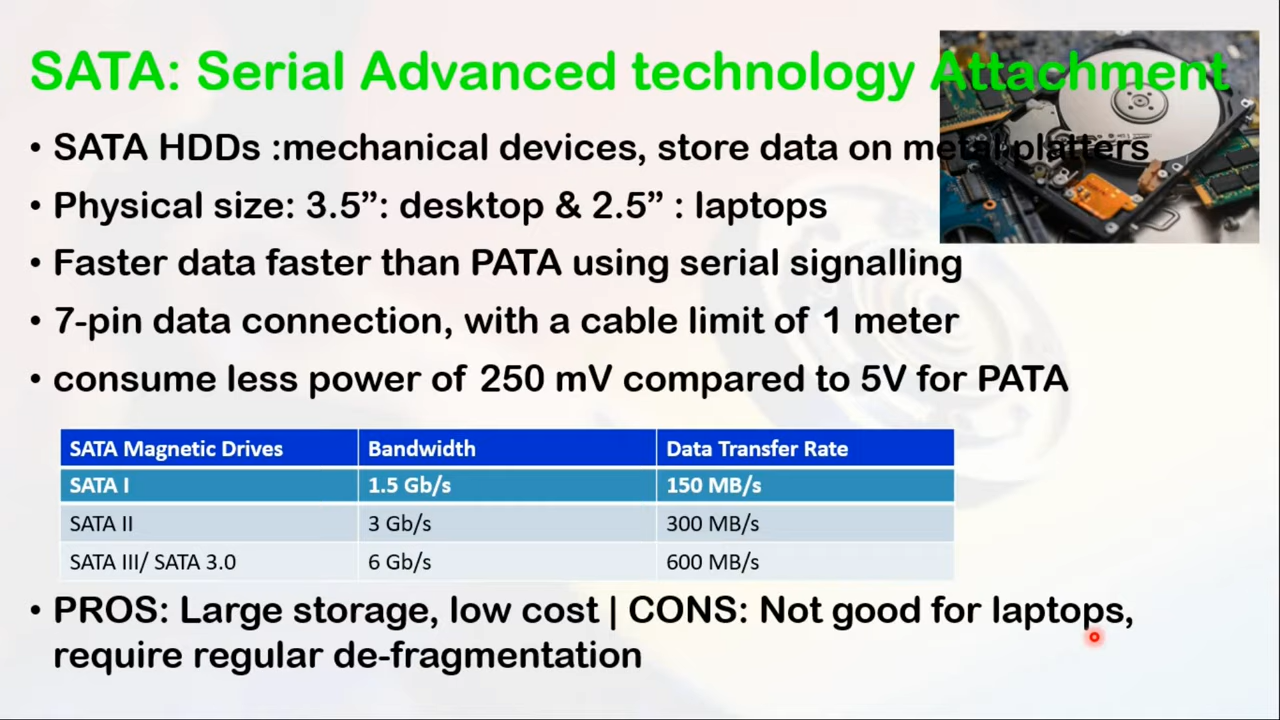 SATA: Serial Advanced technology Attachment
• SATA HDDs :mechanical devices, store data on metal platters
• Physical size: 3.5”: desktop & 2.5” : laptops
• Faster data faster than PATA using serial signalling
• 7-pin data connection, with a cable limit of 1 meter
• consume less power of 250 mV compared to 5V for PATA
SATA Magnetic Drives Bandwidth Data Transfer Rate
SATA I 1.5 Gb/s 150 MB/s
SATA II 3 Gb/s 300 MB/s
SATA III/ SATA 3.0 6 Gb/s 600 MB/s
• PROS: Large storage, low cost | CONS: Not good for laptops,
require regular de-fragmentation